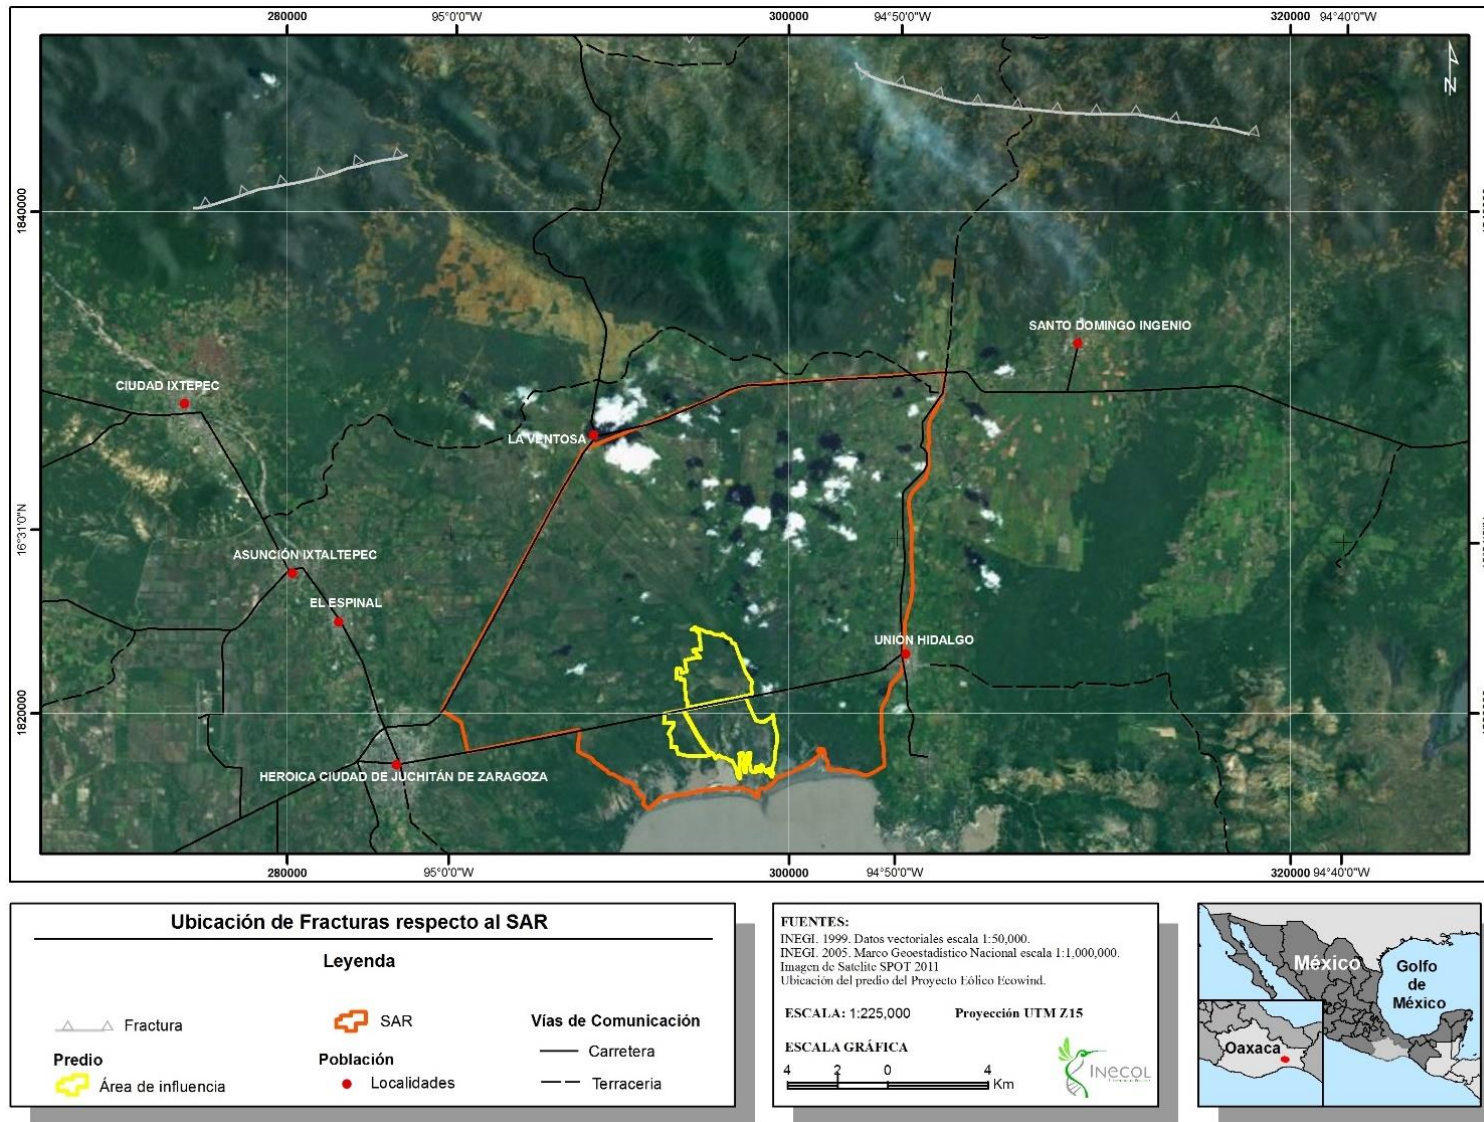 280000
95°0'0"W
300000
94°50'0"W
320000
94°40'0"W
N
1840000
16°31'0"N
1820000
SANTO DOMINGO INGENIO
CIUDAD IXTEPEC
LA VENTOSA
ASUNCIÓN IXTALTEPEC
EL ESPINAL
UNIÓN HIDALGO
HEROICA CIUDAD DE JUCHITÁN DE ZARAGOZA
280000
95°0'0"W
300000
94°50'0"W
320000
94°40'0"W
Ubicación de Fracturas respecto al SAR
Leyenda
Fractura
SAR
Vías de Comunicación
Carretera
Terraceria
Predio
Área de influencia
Población
Localidades
FUENTES:
INEGI. 1999. Datos vectoriales escala 1:50,000.
INEGI. 2005. Marco Geoestadístico Nacional escala 1:1,000,000.
Imagen de Satelite SPOT 2011
Ubicación del predio del Proyecto Eólico Ecowind.
ESCALA: 1:225,000
Proyección UTM Z15
ESCALA GRÁFICA
4 2 0 4 Km
INECOL
México
Golfo
de
México
Oaxaca